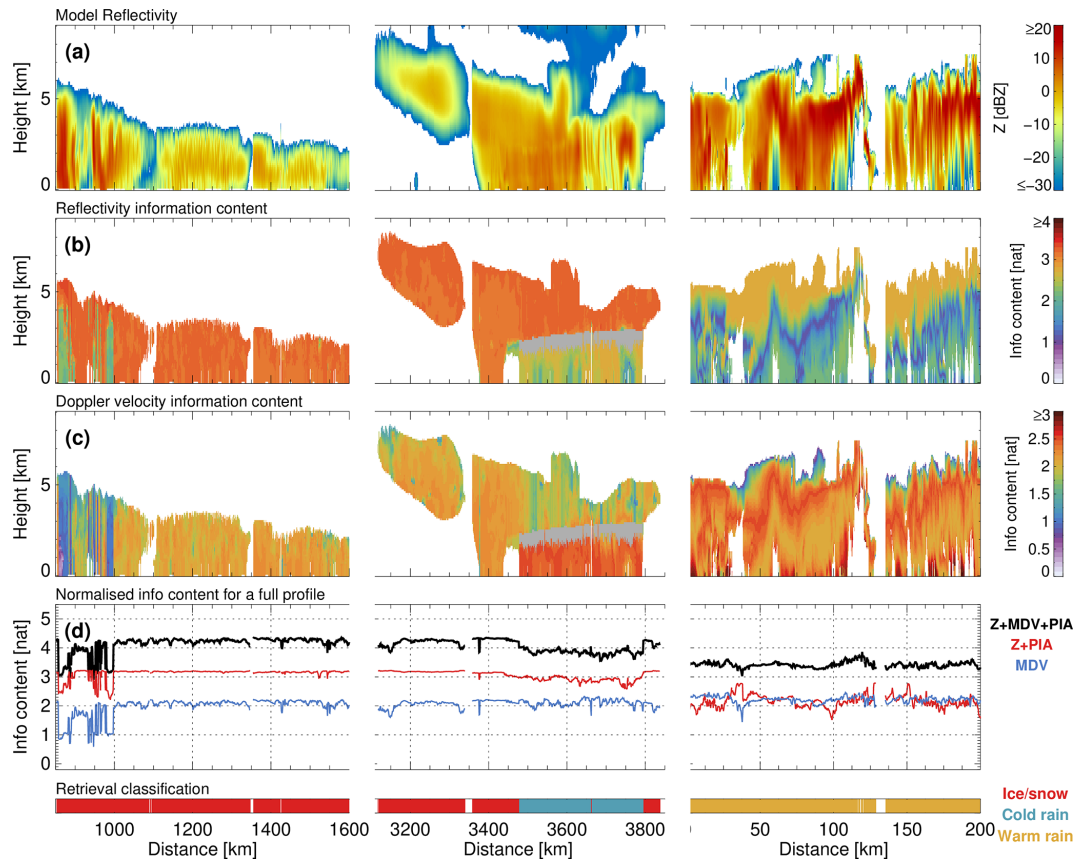 Model Reflectivity
(a)
Height [km]
5
0
Z [dBZ]
≥20
10
0
−10
−20
≤−30
Reflectivity information content
(b)
Height [km]
5
0
Info content [nat]
≥4
3
2
1
0
Doppler velocity information content
(c)
Height [km]
5
0
Info content [nat]
≥3
2.5
2
1.5
1
0.5
0
Normalised info content for a full profile
(d)
Info content [nat]
5
4
3
2
1
0
Z+MDV+PIA
Z+PIA
MDV
Retrieval classification
Ice/snow
Cold rain
Warm rain
1000 1200 1400 1600
3200 3400 3600 3800
50 100 150 200
Distance [km] Distance [km] Distance [km]